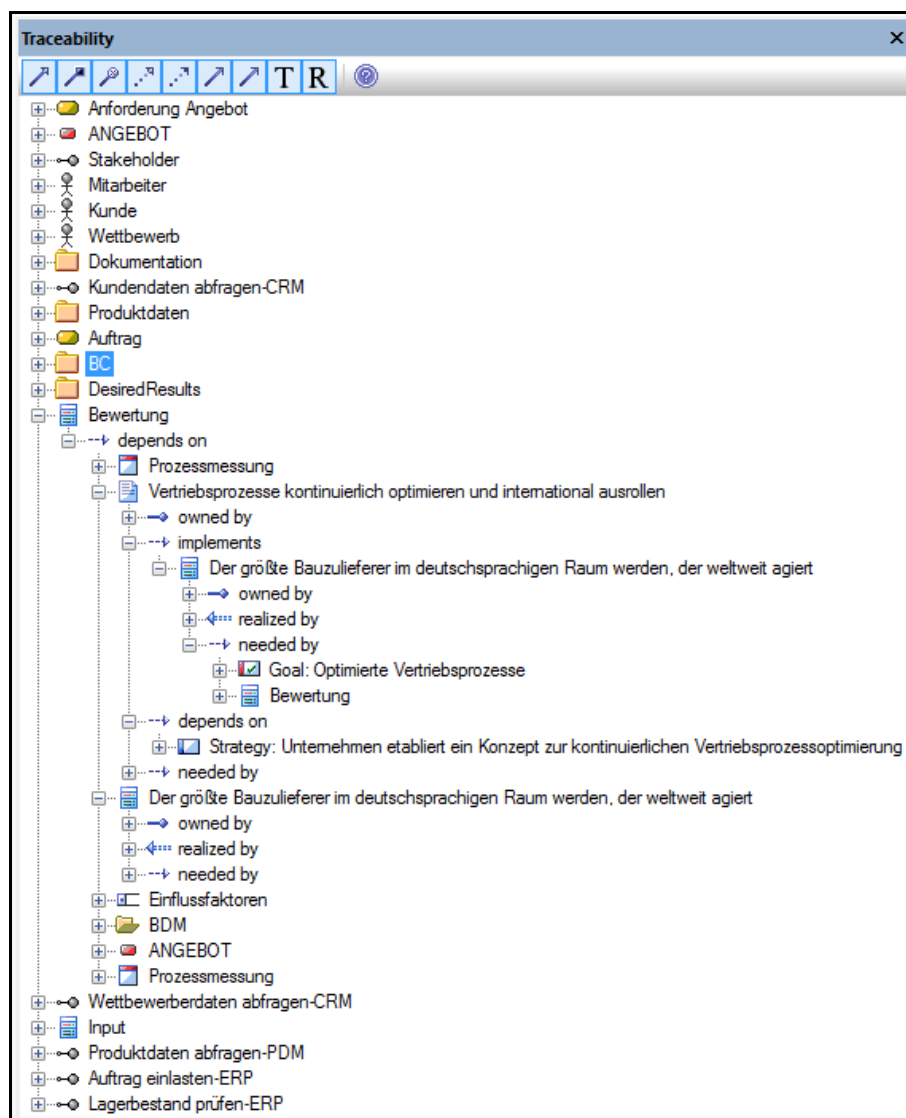 Traceability
T R
Anforderung Angebot
ANGEBOT
Stakeholder
Mitarbeiter
Kunde
Wettbewerb
Dokumentation
Kundendaten abfragen-CRM
Produktdaten
Auftrag
BC
DesiredResults
Bewertung
depends on
Prozessmessung
Vertriebsprozesse kontinuierlich optimieren und international ausrollen
owned by
implements
Der größte Bauzulieferer im deutschsprachigen Raum werden, der weltweit agiert
owned by
realized by
needed by
Goal: Optimierte Vertriebsprozesse
Bewertung
depends on
Strategy: Unternehmen etabliert ein Konzept zur kontinuierlichen Vertriebsprozessoptimierung
needed by
Der größte Bauzulieferer im deutschsprachigen Raum werden, der weltweit agiert
owned by
realized by
needed by
Einflussfaktoren
BDM
ANGEBOT
Prozessmessung
Wettbewerberdaten abfragen-CRM
Input
Produktdaten abfragen-PDM
Auftrag einlasten-ERP
Lagerbestand prüfen-ERP